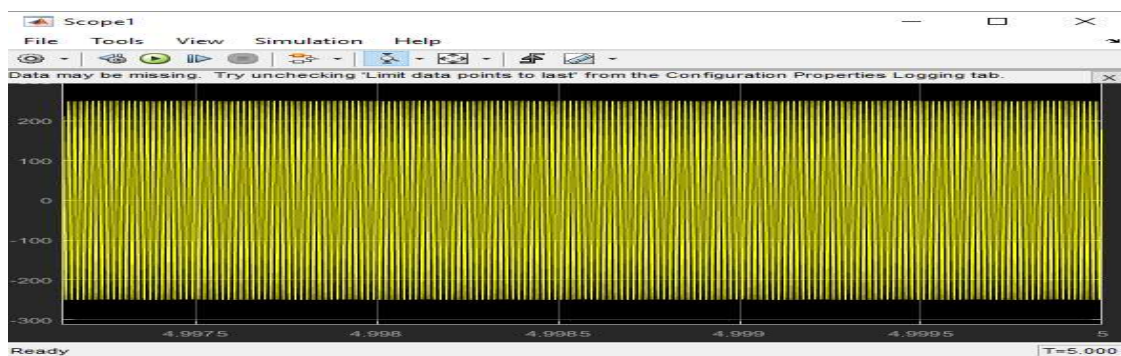 Scope1
File Tools View Simulation Help
Data may be missing. Try unchecking 'Limit data points to last' from the Configuration Properties Logging tab.
200
100
0
-100
-200
-300
4.9975 4.998 4.9985 4.999 4.9995 5
Ready T=5.000